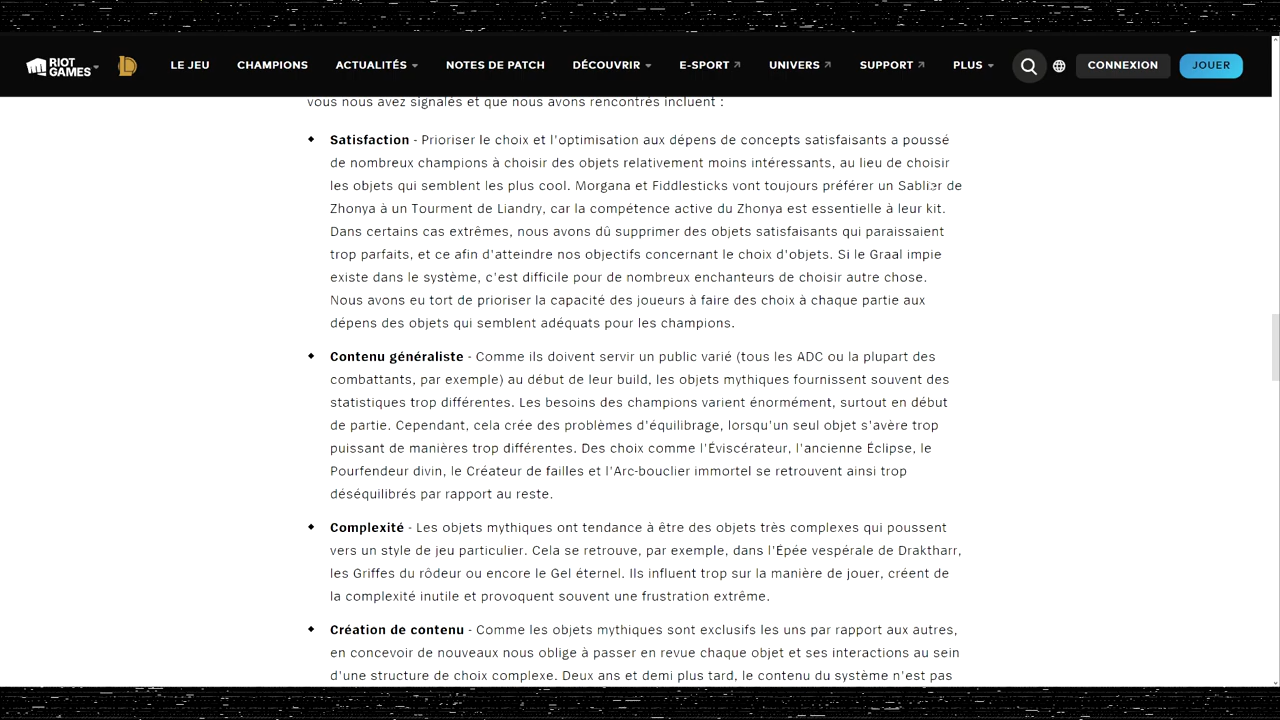 RIOT GAMES
LE JEU CHAMPIONS ACTUALITÉS NOTES DE PATCH DÉCOUVRIR E-SPORT UNIVERS SUPPORT PLUS CONNEXION JOUER
vous nous avez signalés et que nous avons rencontrés incluent :
Satisfaction - Prioriser le choix et l'optimisation aux dépens de concepts satisfaisants a poussé
de nombreux champions à choisir des objets relativement moins intéressants, au lieu de choisir
les objets qui semblent les plus cool. Morgana et Fiddlesticks vont toujours préférer un Sablier de
Zhonya à un Tourment de Liandry, car la compétence active du Zhonya est essentielle à leur kit.
Dans certains cas extrêmes, nous avons dû supprimer des objets satisfaisants qui paraissaient
trop parfaits, et ce afin d'atteindre nos objectifs concernant le choix d'objets. Si le Graal impie
existe dans le système, c'est difficile pour de nombreux enchanteurs de choisir autre chose.
Nous avons eu tort de prioriser la capacité des joueurs à faire des choix à chaque partie aux
dépens des objets qui semblent adéquats pour les champions.
Contenu généraliste - Comme ils doivent servir un public varié (tous les ADC ou la plupart des
combattants, par exemple) au début de leur build, les objets mythiques fournissent souvent des
statistiques trop différentes. Les besoins des champions varient énormément, surtout en début
de partie. Cependant, cela crée des problèmes d'équilibrage, lorsqu'un seul objet s'avère trop
puissant de manières trop différentes. Des choix comme l'Éviscérateur, l'ancienne Éclipse, le
Pourfendeur divin, le Créateur de failles et l'Arc-bouclier immortel se retrouvent ainsi trop
déséquilibrés par rapport au reste.
Complexité - Les objets mythiques ont tendance à être des objets très complexes qui poussent
vers un style de jeu particulier. Cela se retrouve, par exemple, dans l'Épée vespérale de Draktharr,
les Griffes du rôdeur ou encore le Gel éternel. Ils influent trop sur la manière de jouer, créent de
la complexité inutile et provoquent souvent une frustration extrême.
Création de contenu - Comme les objets mythiques sont exclusifs les uns par rapport aux autres,
en concevoir de nouveaux nous oblige à passer en revue chaque objet et ses interactions au sein
d'une structure de choix complexe. Deux ans et demi plus tard, le contenu du système n'est pas